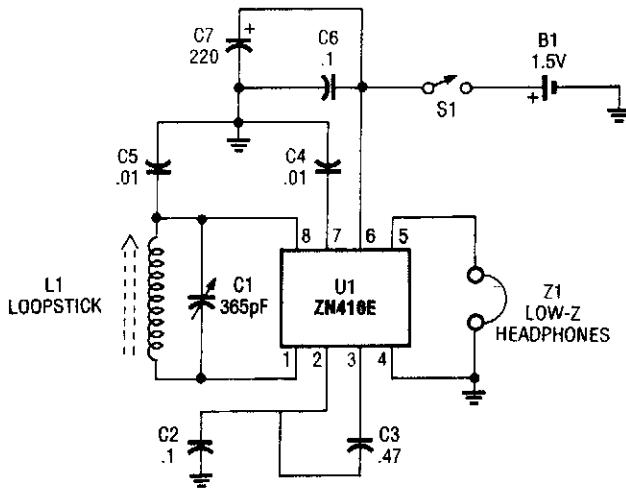 C7
+
220
C6
.1
B1
1.5V
+
S1
C5
.01
C4
.01
8
7
6
5
L1
LOOPSTICK
C1
365pF
U1
ZN416E
Z1
LOW-Z
HEADPHONES
1
2
3
4
C2
.1
C3
.47